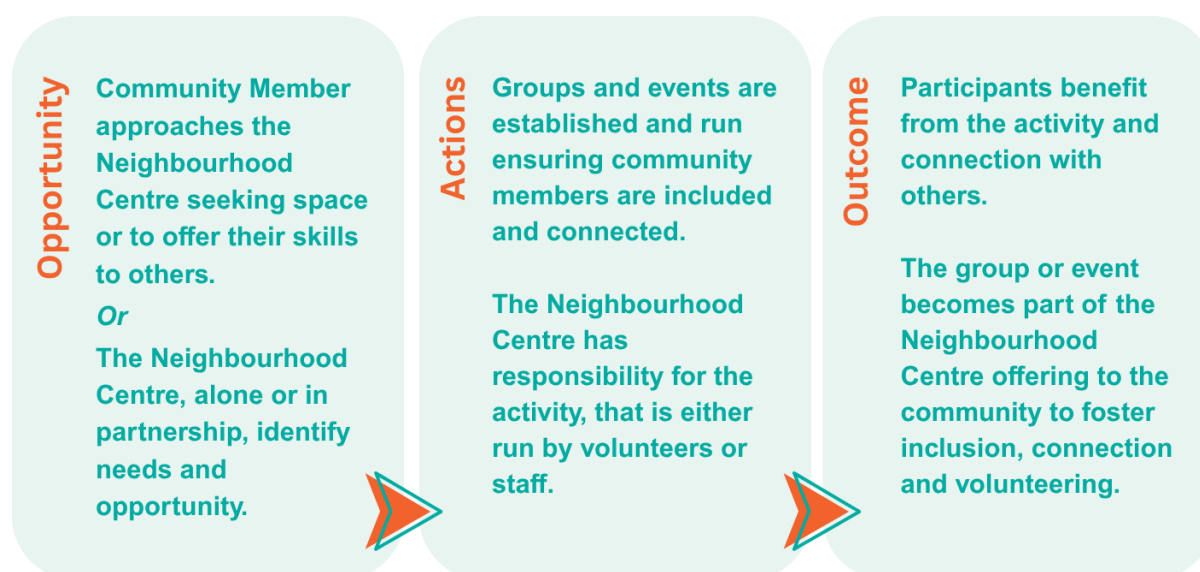 Opportunity
Community Member
approaches the
Neighbourhood
Centre seeking space
or to offer their skills
to others.
Or
The Neighbourhood
Centre, alone or in
partnership, identify
needs and
opportunity.
Actions
Groups and events are
established and run
ensuring community
members are included
and connected.
The Neighbourhood
Centre has
responsibility for the
activity, that is either
run by volunteers or
staff.
Outcome
Participants benefit
from the activity and
connection with
others.
The group or event
becomes part of the
Neighbourhood
Centre offering to the
community to foster
inclusion, connection
and volunteering.